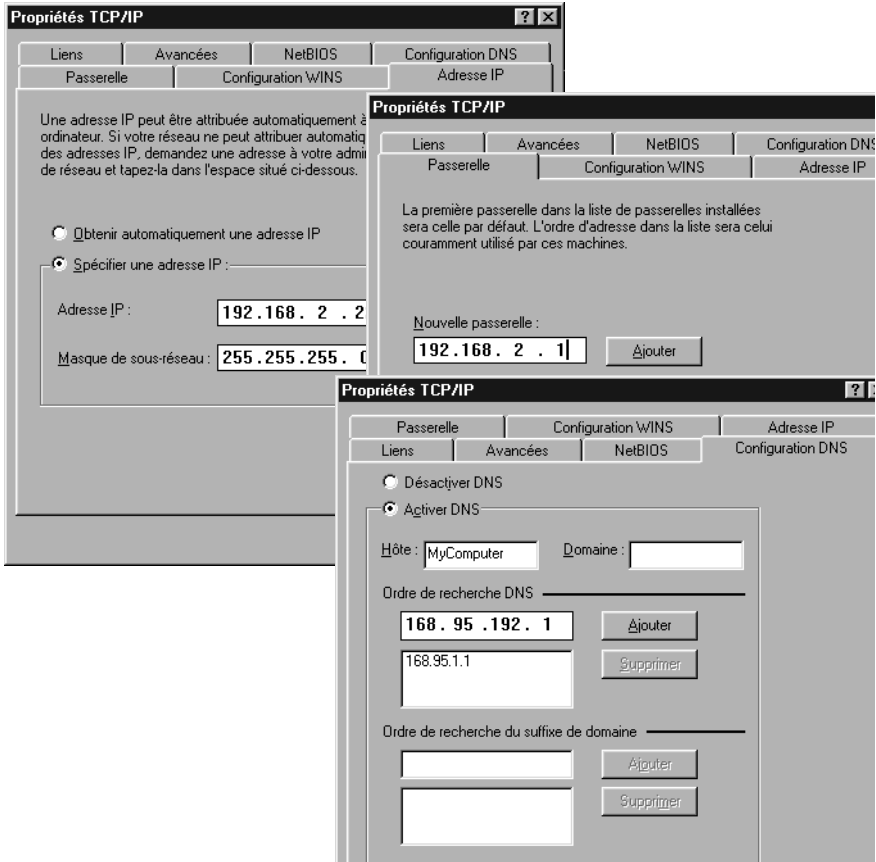 Propriétés TCP/IP
Liens Avancées NetBIOS Configuration DNS
Passerelle Configuration WINS Adresse IP
Une adresse IP peut être attribuée automatiquement à
ordinateur. Si votre réseau ne peut attribuer
des adresses IP, demandez une adresse à votre
de réseau et tapez-la dans l'espace situé ci-dessous.
Obtenir automatiquement une adresse IP
Spécifier une adresse IP :
Adresse IP : 192.168. 2 .2
Masque de sous-réseau : 255.255.255. 0
Propriétés TCP/IP
Liens Avancées NetBIOS Configuration DNS
Passerelle Configuration WINS Adresse IP
La première passerelle dans la liste de passerelles installées
sera celle par défaut. L'ordre d'adresse dans la liste sera celui
couramment utilisé par ces machines.
Nouvelle passerelle :
192.168. 2 . 1 Ajouter
Propriétés TCP/IP
Passerelle Configuration WINS Adresse IP
Liens Avancées NetBIOS Configuration DNS
Désactiver DNS
Activer DNS
Hôte : MyComputer Domaine :
Ordre de recherche DNS
168. 95 .192. 1 Ajouter
168.95.1.1 Supprimer
Ordre de recherche du suffixe de domaine
Ajouter
Supprimer